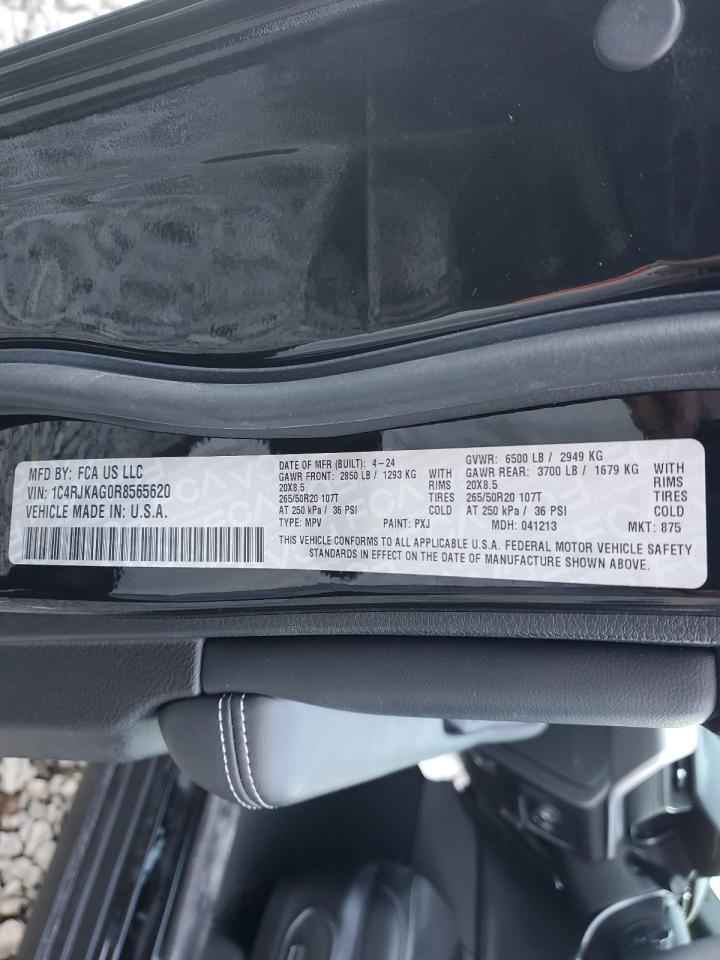 MFD BY: FCA US LLC
VIN: 1C4RJKAG0R8565620
VEHICLE MADE IN: U.S.A.
DATE OF MFR (BUILT): 4-24
GAWR FRONT: 2850 LB / 1293 KG WITH
20X8.5 RIMS
265/50R20 107T TIRES
AT 250 kPa / 36 PSI COLD
TYPE: MPV PAINT: PXJ
GVWR: 6500 LB / 2949 KG
GAWR REAR: 3700 LB / 1679 KG WITH
20X8.5 RIMS
265/50R20 107T TIRES
AT 250 kPa / 36 PSI COLD
MDH: 041213 MKT: 875
THIS VEHICLE CONFORMS TO ALL APPLICABLE U.S.A. FEDERAL MOTOR VEHICLE SAFETY
STANDARDS IN EFFECT ON THE DATE OF MANUFACTURE SHOWN ABOVE.